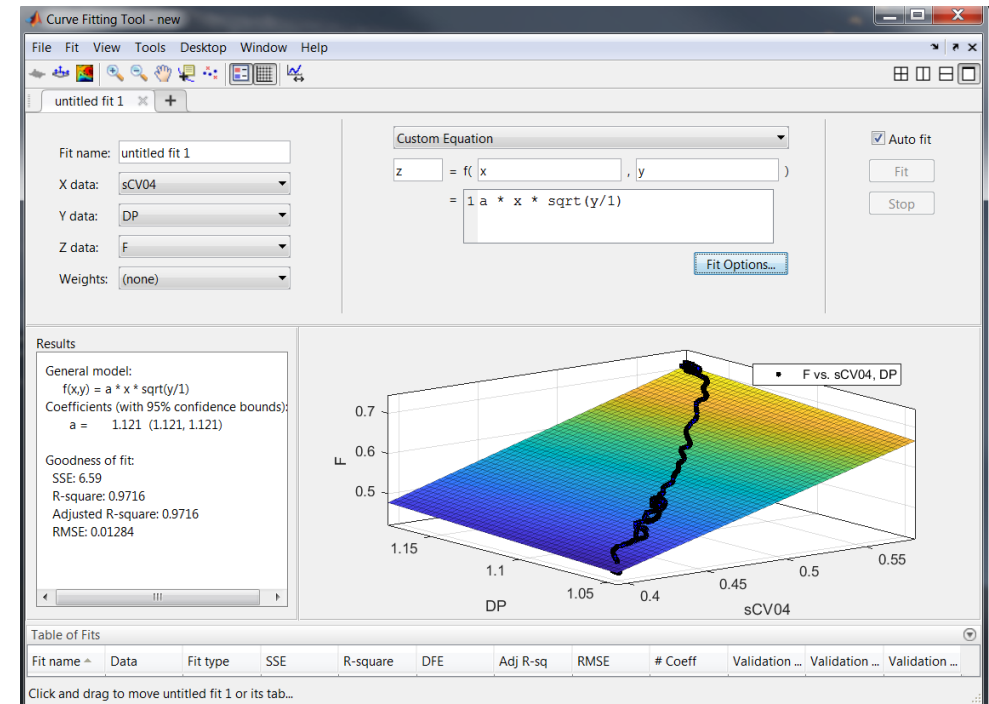 Curve Fitting Tool - new
File Fit View Tools Desktop Window Help
untitled fit 1
Fit name: untitled fit 1
X data: sCV04
Y data: DP
Z data: F
Weights: (none)
Custom Equation
z = f( x , y )
= 1 a * x * sqrt(y/1)
Fit Options...
Auto fit
Fit
Stop
Results
General model:
f(x,y) = a * x * sqrt(y/1)
Coefficients (with 95% confidence bounds):
a = 1.121 (1.121, 1.121)
Goodness of fit:
SSE: 6.59
R-square: 0.9716
Adjusted R-square: 0.9716
RMSE: 0.01284
F vs. sCV04, DP
0.7
0.6
0.5
F
1.15
1.1
1.05
DP
0.4
0.45
0.5
0.55
sCV04
Table of Fits
Fit name Data Fit type SSE R-square DFE Adj R-sq RMSE # Coeff Validation ... Validation ... Validation ...
Click and drag to move untitled fit 1 or its tab...